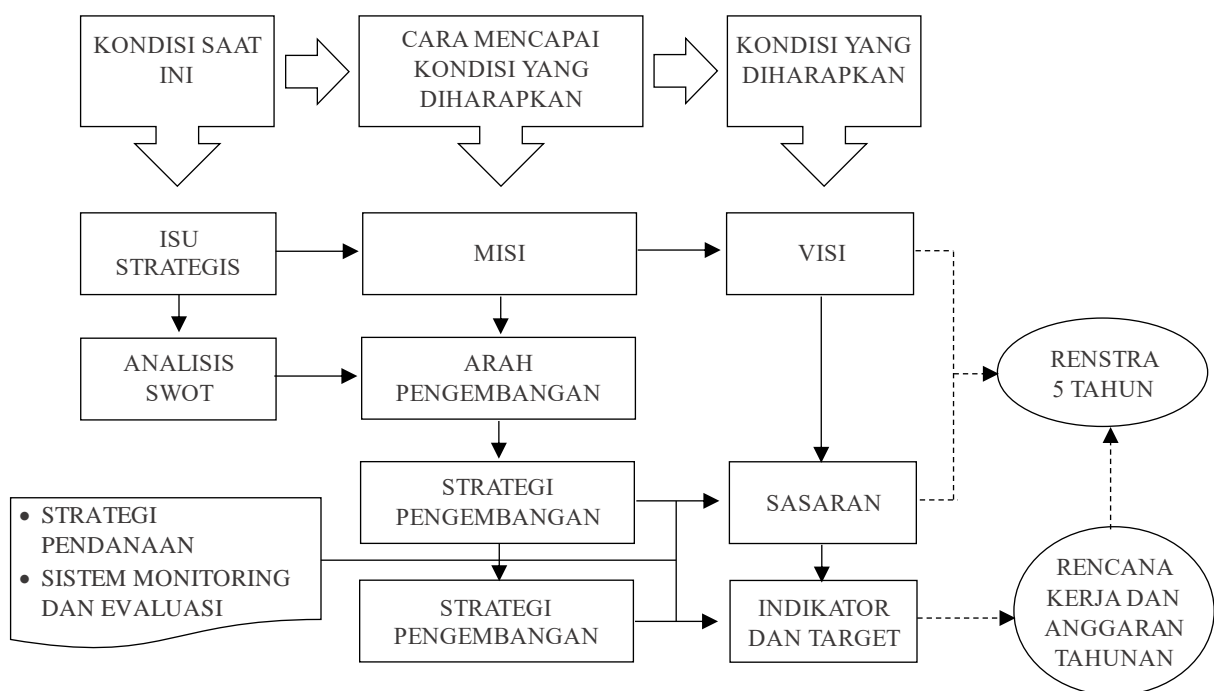 KONDISI SAAT
INI
CARA MENCAPAI
KONDISI YANG
DIHARAPKAN
KONDISI YANG
DIHARAPKAN
ISU
STRATEGIS
MISI
VISI
ANALISIS
SWOT
ARAH
PENGEMBANGAN
RENSTRA
5 TAHUN
STRATEGI
PENGEMBANGAN
SASARAN
• STRATEGI
PENDANAAN
• SISTEM MONITORING
DAN EVALUASI
STRATEGI
PENGEMBANGAN
INDIKATOR
DAN TARGET
RENCANA
KERJA DAN
ANGGARAN
TAHUNAN